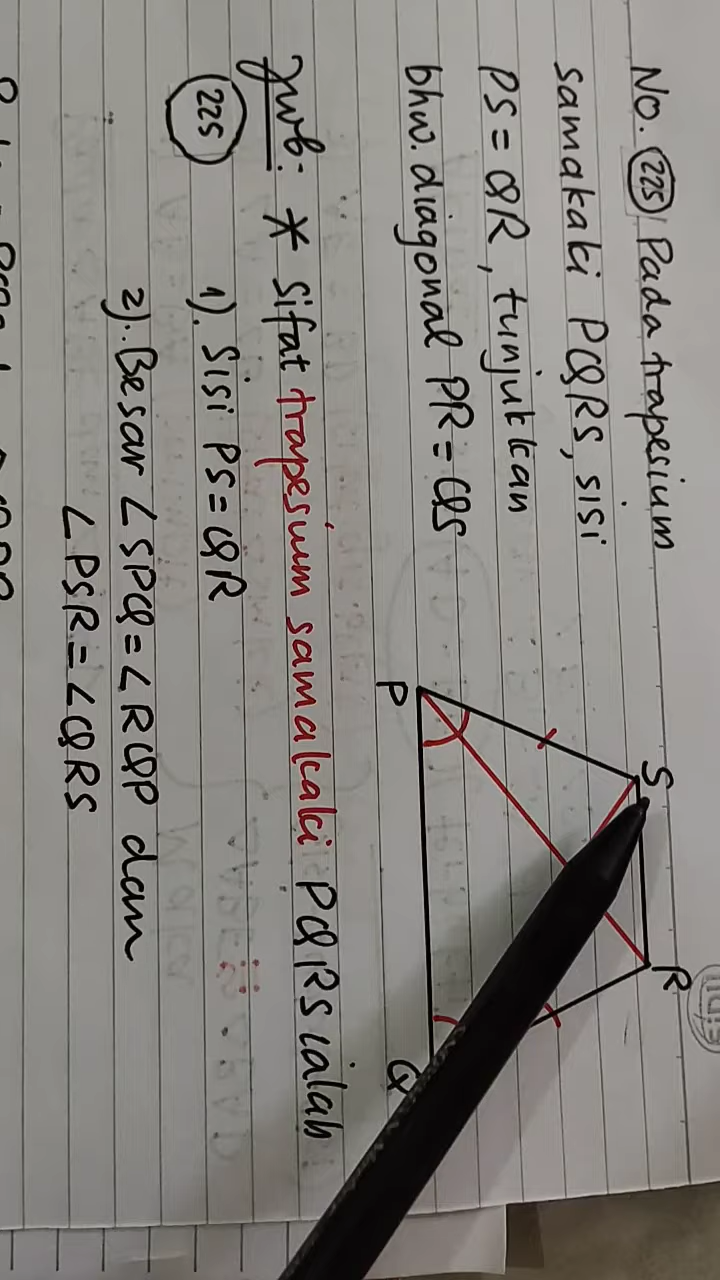 No. 225) Pada trapesium
samakaki PQRS, sisi
PS = QR, tunjukkan
bhw. diagonal PR = QS
S
R
P
Q
Jwb: * Sifat trapesium samakaki PQRS ialah
225
1). Sisi PS = QR
2). Besar ∠SPQ = ∠RQP dan
∠PSR = ∠QRS